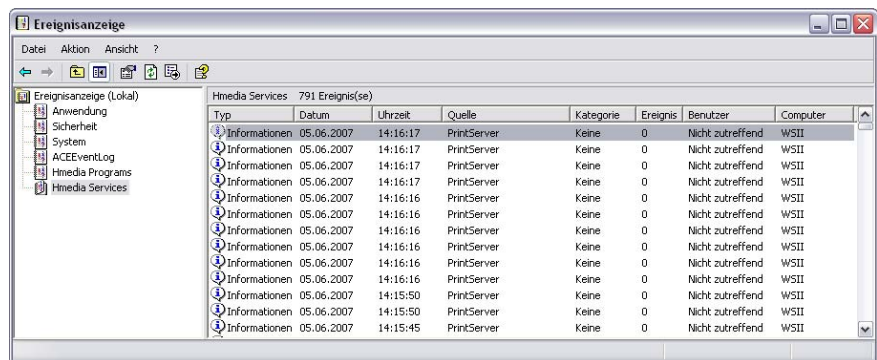 Ereignisanzeige
Datei Aktion Ansicht ?
Ereignisanzeige (Lokal)
Anwendung
Sicherheit
System
ACEEventLog
Hmedia Programs
Hmedia Services
Hmedia Services 791 Ereignis(se)
Typ Datum Uhrzeit Quelle Kategorie Ereignis Benutzer Computer
Informationen 05.06.2007 14:16:17 PrintServer Keine 0 Nicht zutreffend WSII
Informationen 05.06.2007 14:16:17 PrintServer Keine 0 Nicht zutreffend WSII
Informationen 05.06.2007 14:16:17 PrintServer Keine 0 Nicht zutreffend WSII
Informationen 05.06.2007 14:16:17 PrintServer Keine 0 Nicht zutreffend WSII
Informationen 05.06.2007 14:16:16 PrintServer Keine 0 Nicht zutreffend WSII
Informationen 05.06.2007 14:16:16 PrintServer Keine 0 Nicht zutreffend WSII
Informationen 05.06.2007 14:16:16 PrintServer Keine 0 Nicht zutreffend WSII
Informationen 05.06.2007 14:16:16 PrintServer Keine 0 Nicht zutreffend WSII
Informationen 05.06.2007 14:16:16 PrintServer Keine 0 Nicht zutreffend WSII
Informationen 05.06.2007 14:16:16 PrintServer Keine 0 Nicht zutreffend WSII
Informationen 05.06.2007 14:15:50 PrintServer Keine 0 Nicht zutreffend WSII
Informationen 05.06.2007 14:15:50 PrintServer Keine 0 Nicht zutreffend WSII
Informationen 05.06.2007 14:15:45 PrintServer Keine 0 Nicht zutreffend WSII